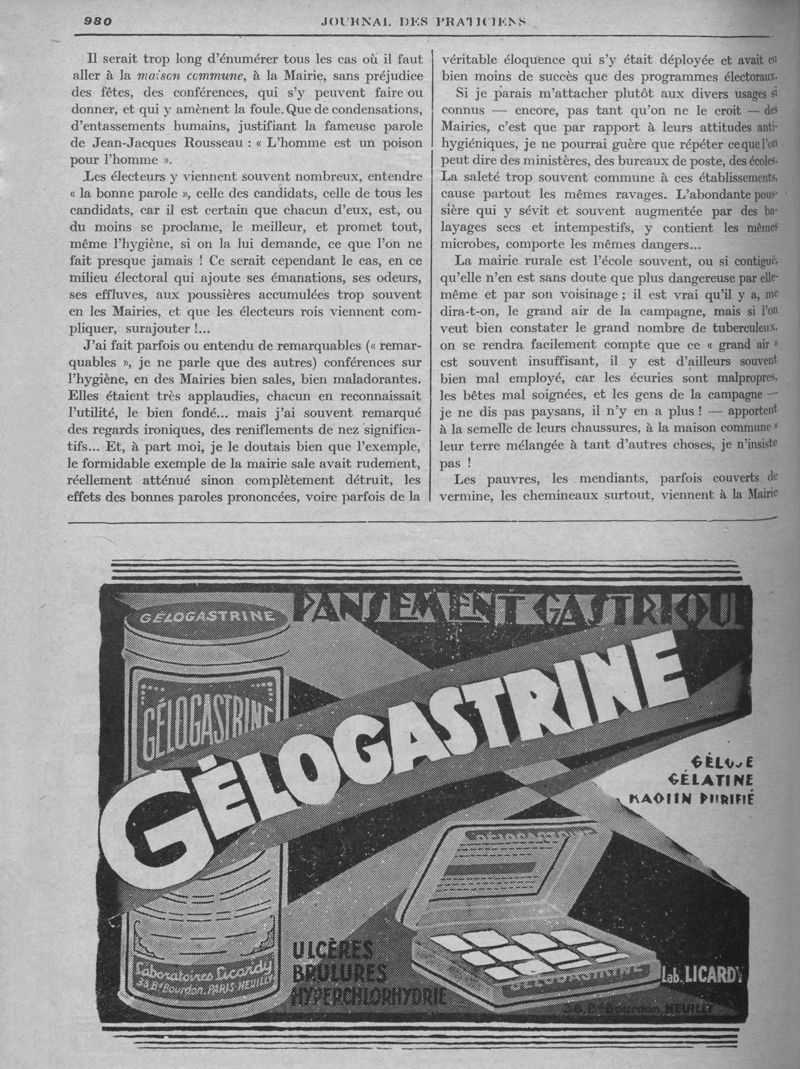 980
JOURNAL DES PRATICIENS
Il serait trop long d'énumérer tous les cas où il faut
aller à la maison commune, à la Mairie, sans préjudice
des fêtes, des conférences, qui s'y peuvent faire ou
donner, et qui y amènent la foule. Que de condensations,
d'entassements humains, justifiant la fameuse parole
de Jean-Jacques Rousseau : « L'homme est un poison
pour l'homme ».
Les électeurs y viennent souvent nombreux, entendre
« la bonne parole », celle des candidats, celle de tous les
candidats, car il est certain que chacun d'eux, est, ou
du moins se proclame, le meilleur, et promet tout,
même l'hygiène, si on la lui demande, ce que l'on ne
fait presque jamais ! Ce serait cependant le cas, en ce
milieu électoral qui ajoute ses émanations, ses odeurs,
ses effluves, aux poussières accumulées trop souvent
en les Mairies, et que les électeurs rois viennent com-
pliquer, surajouter !...
J'ai fait parfois ou entendu de remarquables (« remar-
quables », je ne parle que des autres) conférences sur
l'hygiène, en des Mairies bien sales, bien maladorantes.
Elles étaient très applaudies, chacun en reconnaissait
l'utilité, le bien fondé... mais j'ai souvent remarqué
des regards ironiques, des reniflements de nez significa-
tifs... Et, à part moi, je le doutais bien que l'exemple,
le formidable exemple de la mairie sale avait rudement,
réellement atténué sinon complètement détruit, les
effets des bonnes paroles prononcées, voire parfois de la
véritable éloquence qui s'y était déployée et avait eu
bien moins de succès que des programmes électoraux.
Si je parais m'attacher plutôt aux divers usages si
connus — encore, pas tant qu'on ne le croit — des
Mairies, c'est que par rapport à leurs attitudes anti-
hygiéniques, je ne pourrai guère que répéter ce que l'on
peut dire des ministères, des bureaux de poste, des écoles.
La saleté trop souvent commune à ces établissements,
cause partout les mêmes ravages. L'abondante pous-
sière qui y sévit et souvent augmentée par des ba-
layages secs et intempestifs, y contient les mêmes
microbes, comporte les mêmes dangers...
La mairie rurale est l'école souvent, ou si contiguë,
qu'elle n'en est sans doute que plus dangereuse par elle-
même et par son voisinage ; il est vrai qu'il y a, me
dira-t-on, le grand air de la campagne, mais si l'on
veut bien constater le grand nombre de tuberculeux,
on se rendra facilement compte que ce « grand air »
est souvent insuffisant, il y est d'ailleurs souvent
bien mal employé, car les écuries sont malpropres,
les bêtes mal soignées, et les gens de la campagne —
je ne dis pas paysans, il n'y en a plus ! — apportent
à la semelle de leurs chaussures, à la maison commune »
leur terre mélangée à tant d'autres choses, je n'insiste
pas !
Les pauvres, les mendiants, parfois couverts de
vermine, les chemineaux surtout, viennent à la Mairie
PANSEMENT GASTRIQUE
GÉLOGASTRINE
GÉLOGASTRINE
GÉLOGASTRINE
GÉLOSE
GÉLATINE
KAOLIN PURIFIÉ
GÉLOGASTRINE
ULCÈRES
BRULURES
HYPERCHLORHYDRIE
Laboratoires Licardy
38, Bd Bourdon. PARIS-NEUILLY
GÉLOGASTRINE
Lab. LICARDY
38, Bd Bourdon, NEUILLY